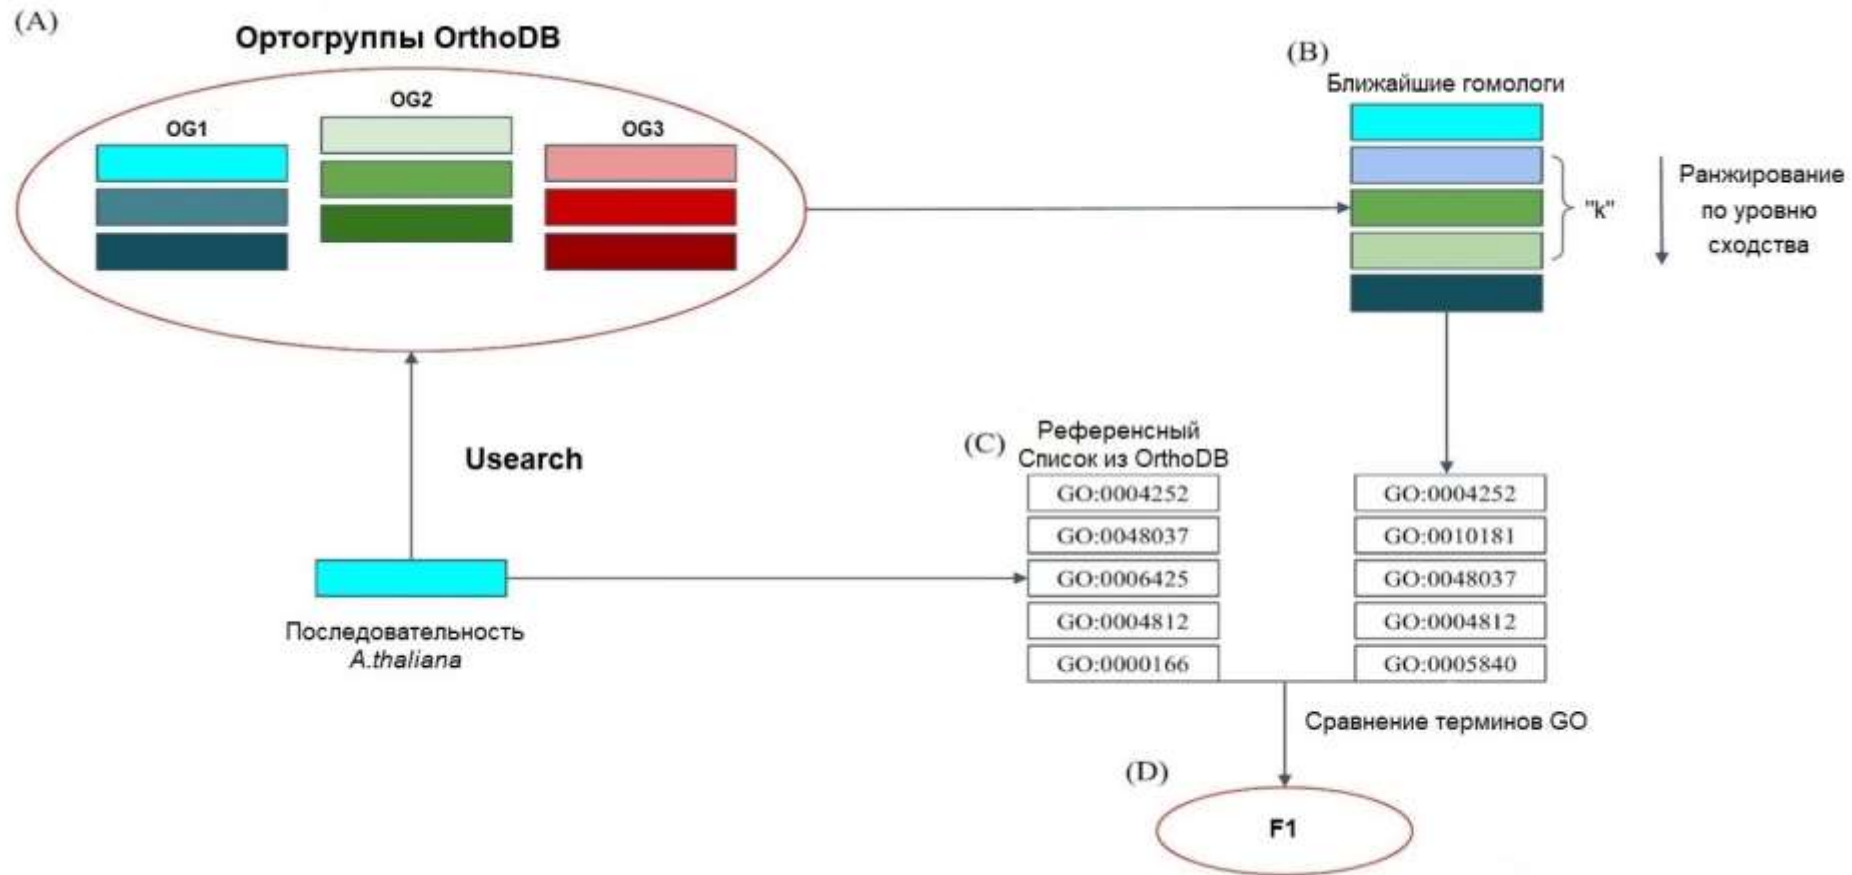 (A)
Ортогруппы OrthoDB
OG1
OG2
OG3
(B)
Ближайшие гомологи
"k"
Ранжирование
по уровню
сходства
Usearch
Последовательность
A.thaliana
(C)
Референсный
Список из OrthoDB
GO:0004252
GO:0048037
GO:0006425
GO:0004812
GO:0000166
GO:0004252
GO:0010181
GO:0048037
GO:0004812
GO:0005840
Сравнение терминов GO
(D)
F1